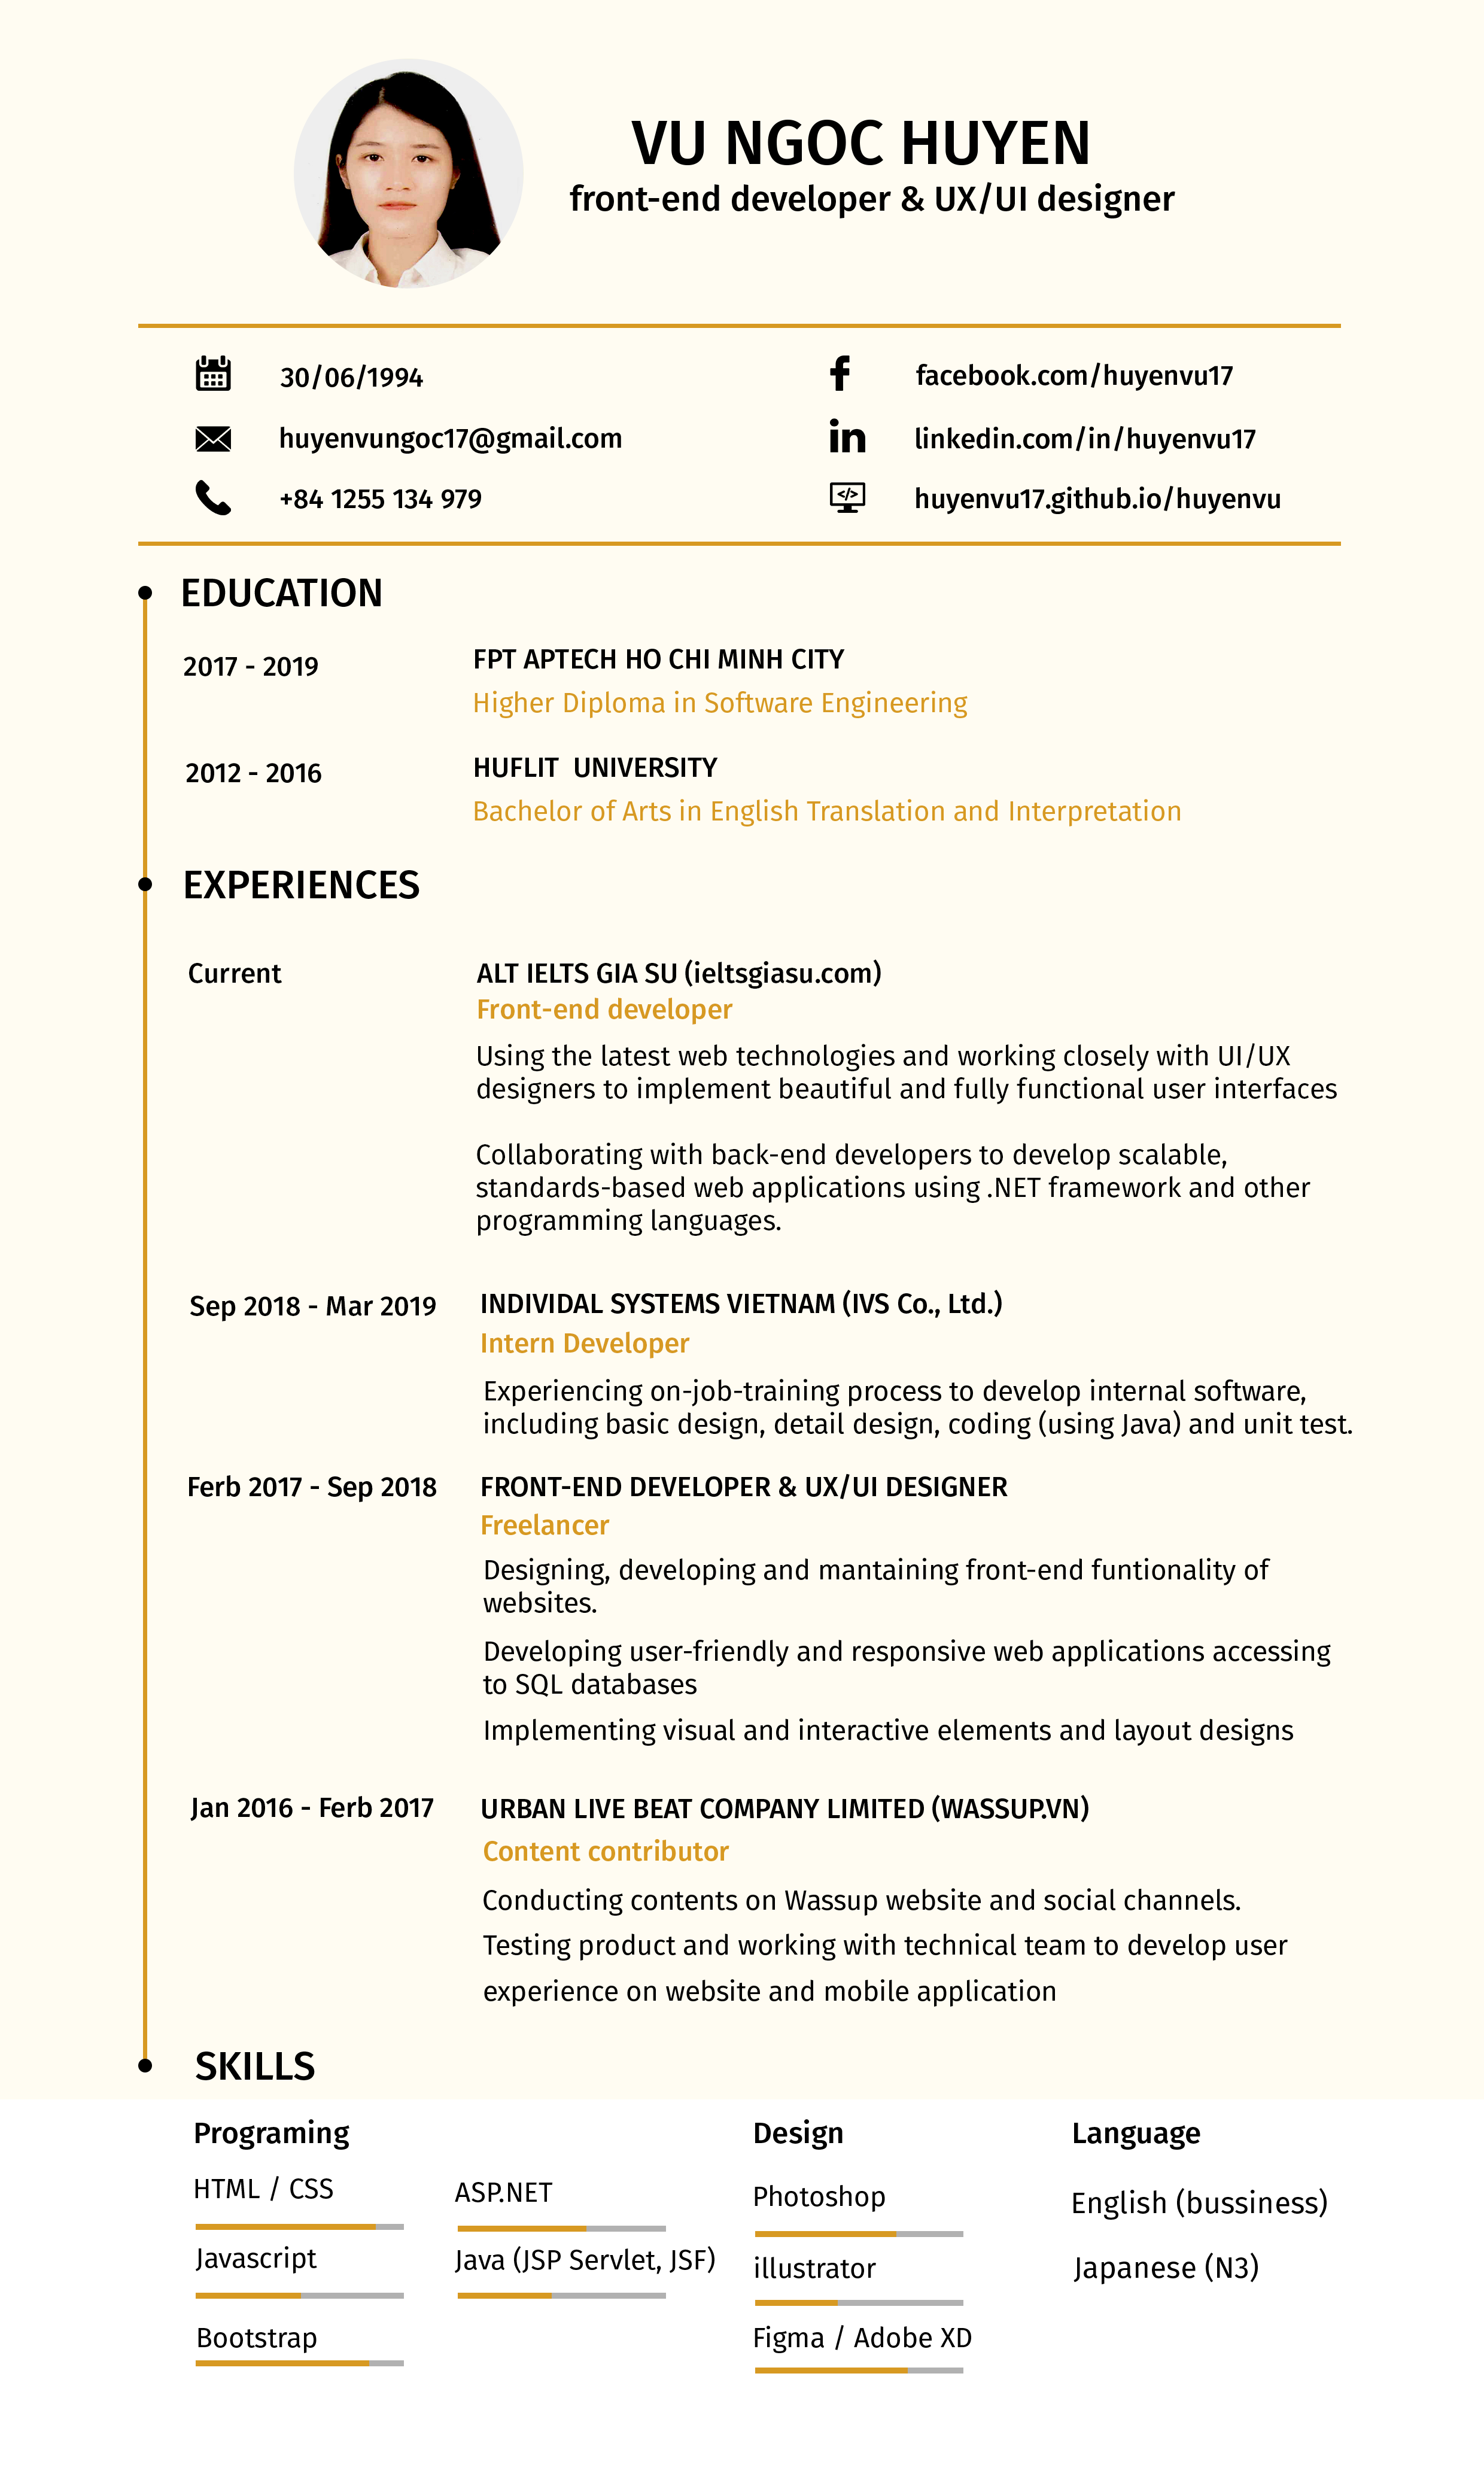 VU NGOC HUYEN
front-end developer & UX/UI designer
30/06/1994
facebook.com/huyenvu17
huyenvungoc17@gmail.com
linkedin.com/in/huyenvu17
+84 1255 134 979
huyenvu17.github.io/huyenvu
EDUCATION
2017 - 2019
FPT APTECH HO CHI MINH CITY
Higher Diploma in Software Engineering
2012 - 2016
HUFLIT UNIVERSITY
Bachelor of Arts in English Translation and Interpretation
EXPERIENCES
Current
ALT IELTS GIA SU (ieltsgiasu.com)
Front-end developer
Using the latest web technologies and working closely with UI/UX
designers to implement beautiful and fully functional user interfaces
Collaborating with back-end developers to develop scalable,
standards-based web applications using .NET framework and other
programming languages.
Sep 2018 - Mar 2019
INDIVIDAL SYSTEMS VIETNAM (IVS Co., Ltd.)
Intern Developer
Experiencing on-job-training process to develop internal software,
including basic design, detail design, coding (using Java) and unit test.
Ferb 2017 - Sep 2018
FRONT-END DEVELOPER & UX/UI DESIGNER
Freelancer
Designing, developing and mantaining front-end funtionality of
websites.
Developing user-friendly and responsive web applications accessing
to SQL databases
Implementing visual and interactive elements and layout designs
Jan 2016 - Ferb 2017
URBAN LIVE BEAT COMPANY LIMITED (WASSUP.VN)
Content contributor
Conducting contents on Wassup website and social channels.
Testing product and working with technical team to develop user
experience on website and mobile application
SKILLS
Programing
HTML / CSS
Javascript
Bootstrap
ASP.NET
Java (JSP Servlet, JSF)
Design
Photoshop
illustrator
Figma / Adobe XD
Language
English (bussiness)
Japanese (N3)